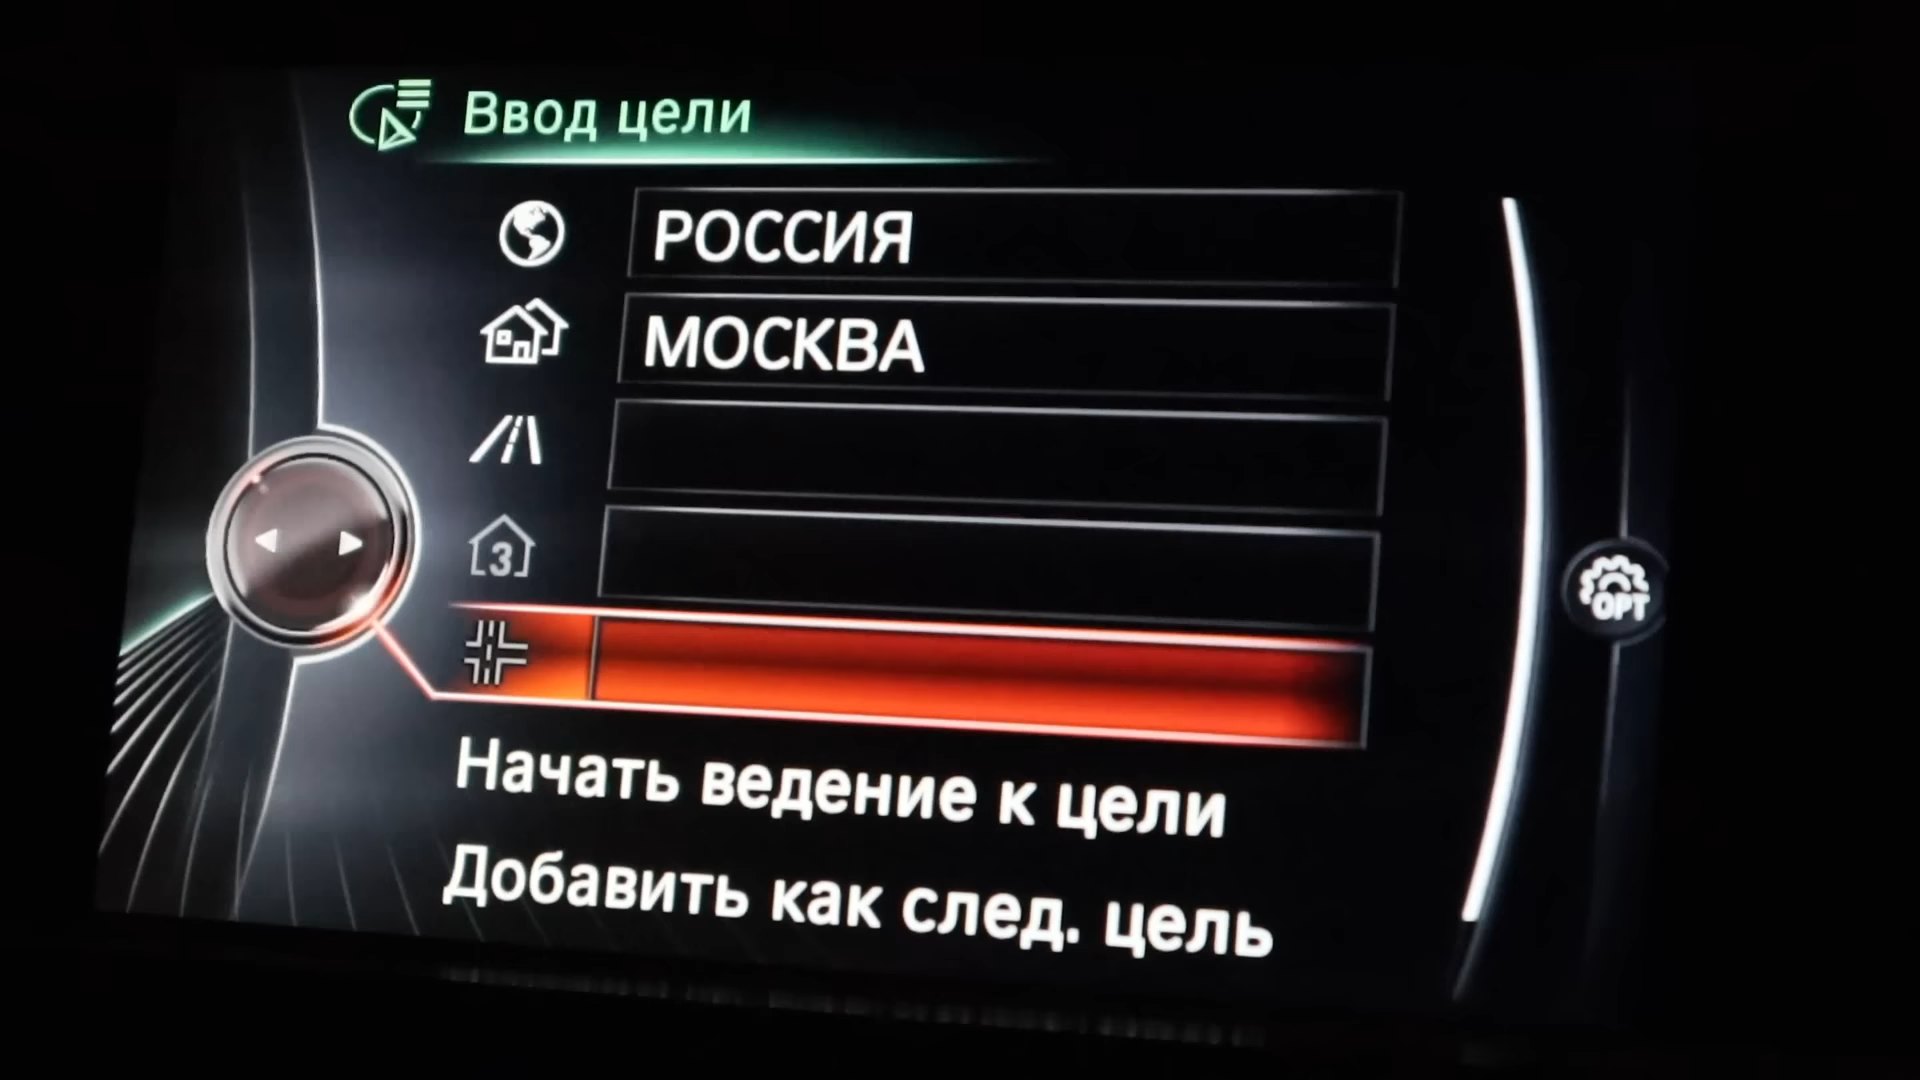 Ввод цели
РОССИЯ
МОСКВА
3
Начать ведение к цели
Добавить как след. цель
OPT